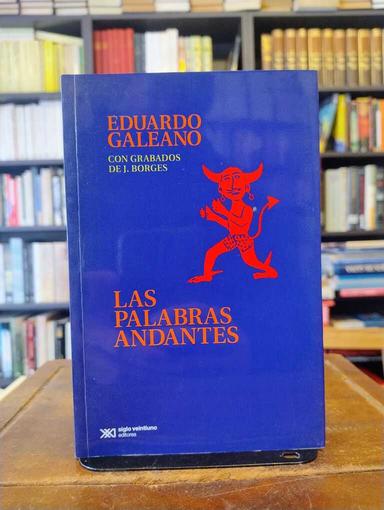 EDUARDO
GALEANO
CON GRABADOS
DE J. BORGES
LAS
PALABRAS
ANDANTES
siglo veintiuno
editores